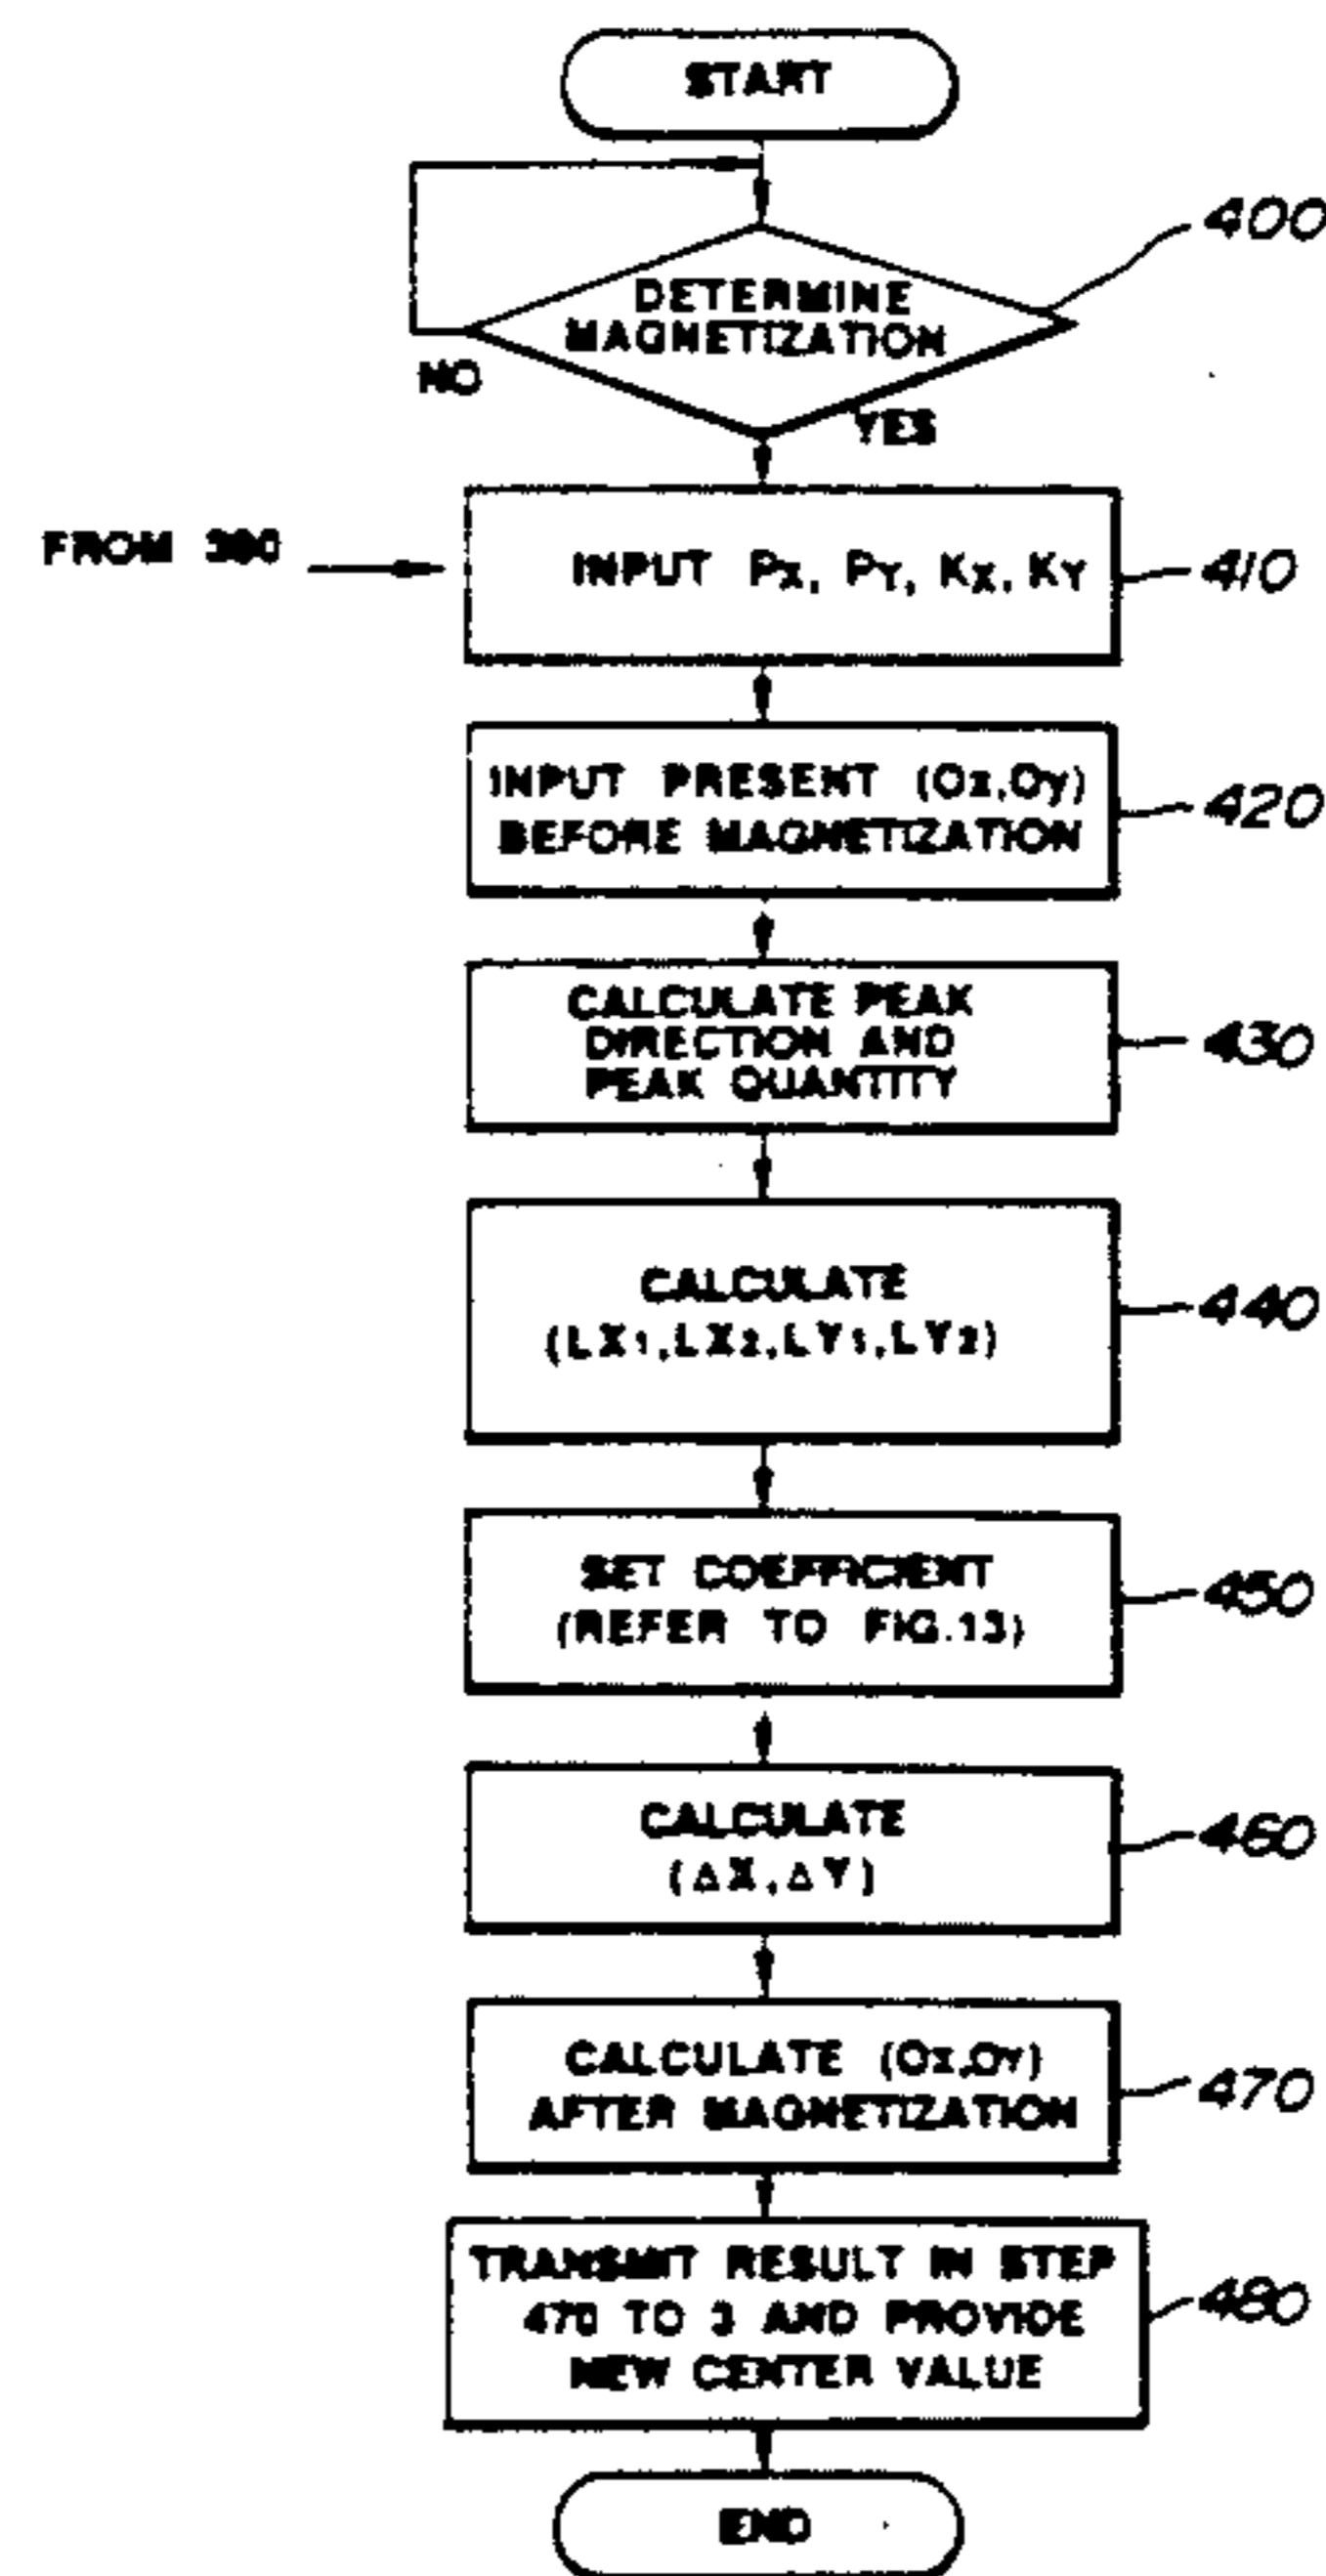 START
400
DETERMINE
MAGNETIZATION
NO
YES
FROM
INPUT Px, PY, Kx, KY
410
INPUT PRESENT (Ox,Oy)
BEFORE MAGNETIZATION
420
CALCULATE PEAK
DIRECTION AND
PEAK QUANTITY
430
CALCULATE
(LX1,LX2,LY1,LY2)
440
SET COEFFICIENT
(REFER TO FIG.13)
450
CALCULATE
(ΔX,ΔY)
460
CALCULATE (Ox,OY)
AFTER MAGNETIZATION
470
TRANSMIT RESULT IN STEP
470 TO 3 AND PROVIDE
NEW CENTER VALUE
480
END